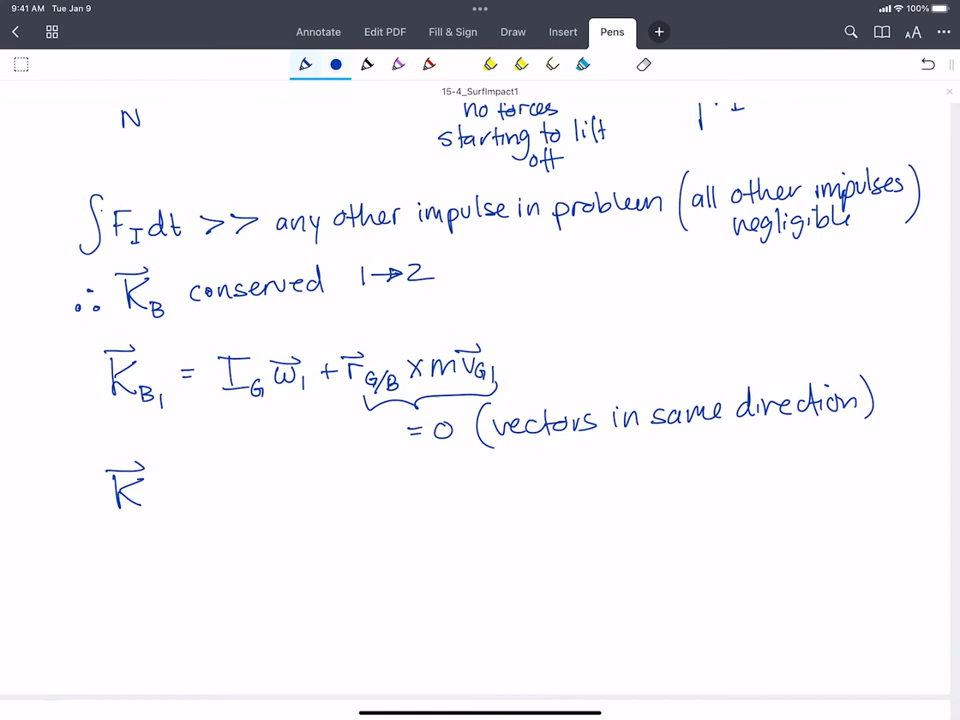 9:41 AM Tue Jan 9
100%
Annotate Edit PDF Fill & Sign Draw Insert Pens
AA
15-4_SurfImpact1
N
no forces
starting to lift
off
∫F_I dt >> any other impulse in problem (all other impulses
negligible)
∴ K⃗_B conserved 1→2
K⃗_B₁ = I_G ω⃗₁ + r⃗_G/B × m v⃗_G₁
= 0 (vectors in same direction)
K⃗